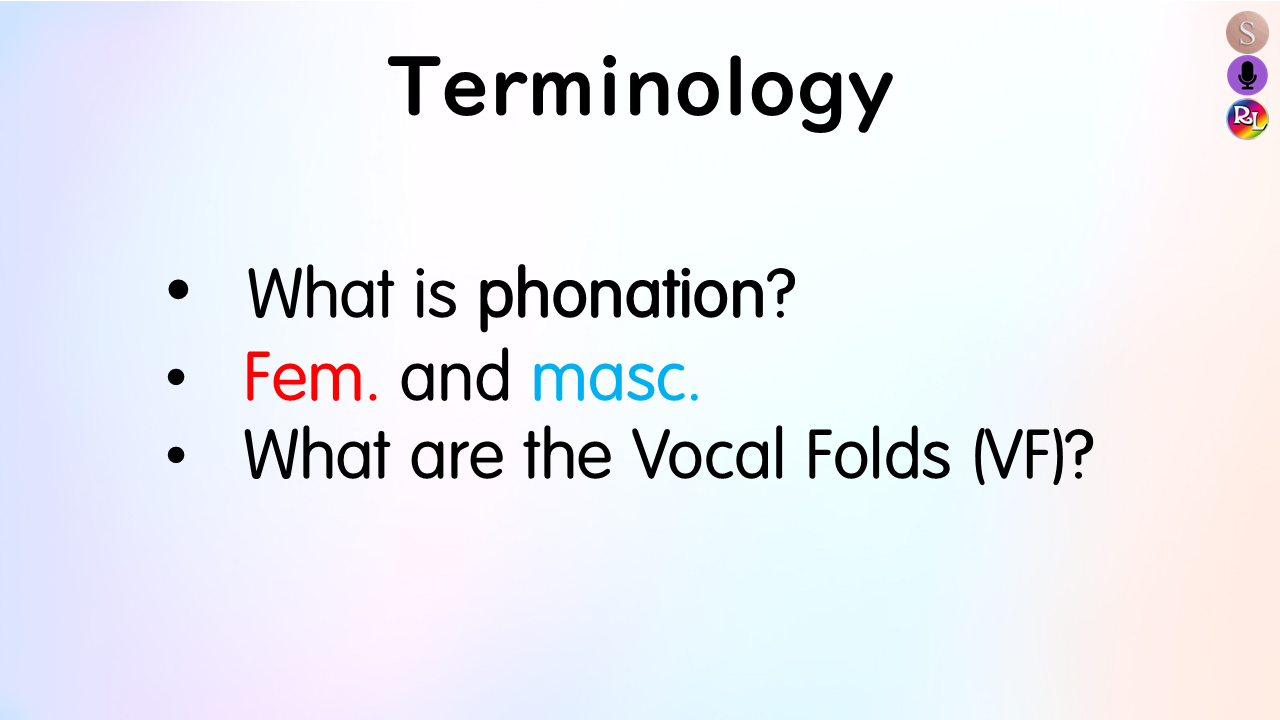 S
RL
Terminology
• What is phonation?
• Fem. and masc.
• What are the Vocal Folds (VF)?